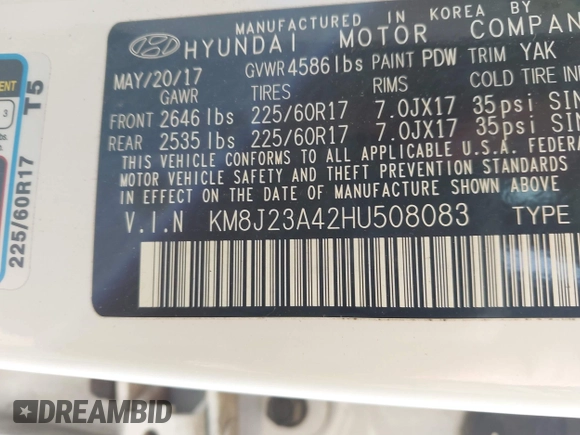 MANUFACTURED IN KOREA BY
HYUNDAI MOTOR COMPAN
MAY/20/17 GVWR 4586 lbs PAINT PDW TRIM YAK
GAWR TIRES RIMS COLD TIRE
FRONT 2646 lbs 225/60R17 7.0JX17 35psi SIN
REAR 2535 lbs 225/60R17 7.0JX17 35psi SIN
THIS VEHICLE CONFORMS TO ALL APPLICABLE U.S.A. FEDERA
MOTOR VEHICLE SAFETY AND THEFT PREVENTION STANDARDS
IN EFFECT ON THE DATE OF MANUFACTURE SHOWN ABOVE
V.I.N KM8J23A42HU508083 TYPE
225/60R17 T5
DREAMBID